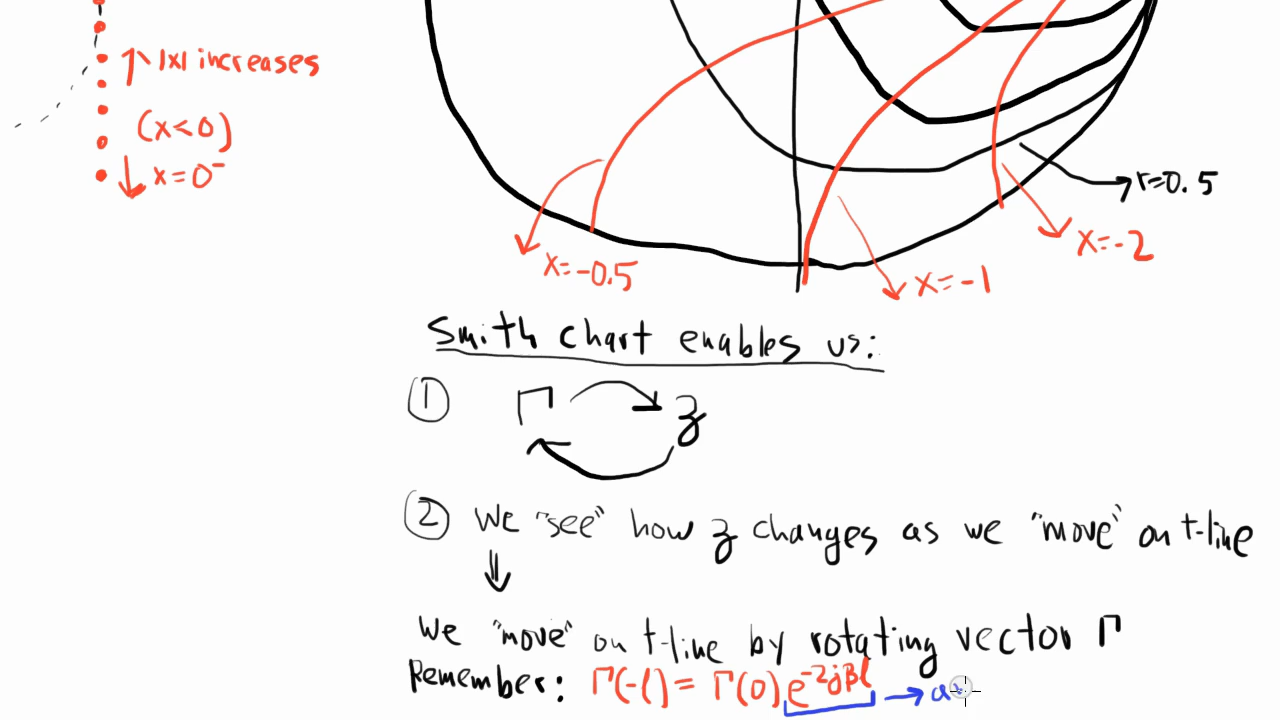 ↑ |x| increases
(x<0)
↓ x=0⁻
r=0.5
x=-2
x=-0.5
x=-1
Smith chart enables us:
① Γ z
② We "see" how z changes as we "move" on t-line
⇓
We "move" on t-line by rotating vector Γ
Remember: Γ(-l) = Γ(0) e^-2jβl →